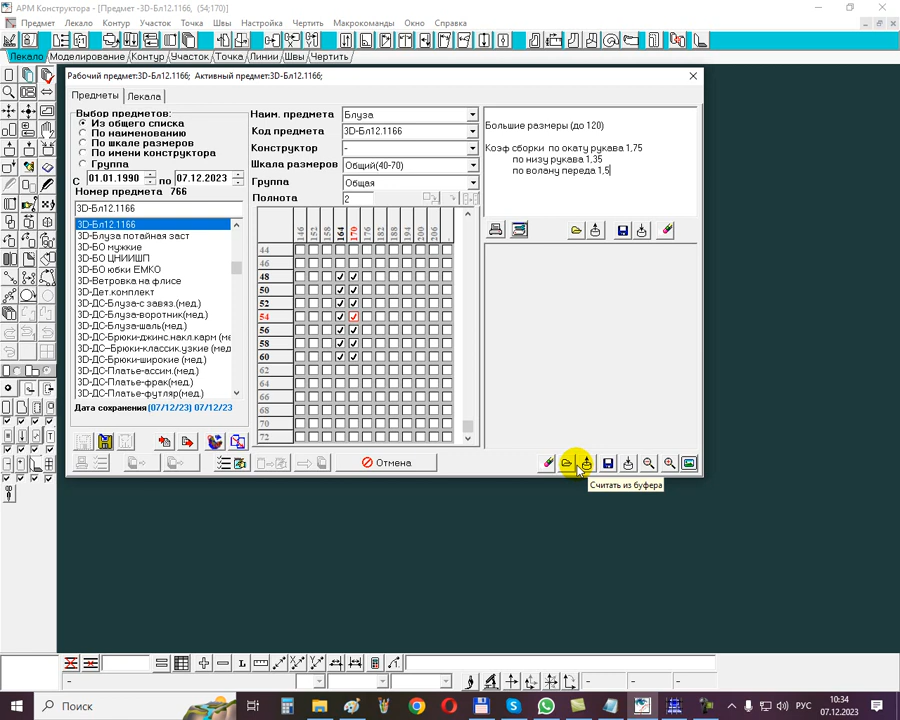 АРМ Конструктора - [Предмет -3D-Бл12.1166, (54;170)]
Предмет Лекало Контур Участок Точка Швы Настройка Чертить Макрокоманды Окно Справка
Лекало Моделирование Контур Участок Точка Линии Швы Чертить
Рабочий предмет:3D-Бл12.1166; Активный предмет:3D-Бл12.1166;
Предметы Лекала
Выбор предметов:
Из общего списка
По наименованию
По шкале размеров
По имени конструктора
Группа
С 01.01.1990 по 07.12.2023
Номер предмета 766
3D-Бл12.1166
3D-Бл12.1166
3D-Блуза потайная заст
3D-БО мужкие
3D-БО ЦНИИШП
3D-БО юбки ЕМКО
3D-Ветровка на флисе
3D-Дет.комплект
3D-ДС-Блуза-с завяз.(мед.)
3D-ДС-Блуза-воротник(мед.)
3D-ДС-Блуза-шаль(мед.)
3D-ДС-Брюки-джинс.накл.карм (ме
3D-ДС-Брюки-классик.узкие (мед
3D-ДС-Брюки-широкие (мед.)
3D-ДС-Платье-ассим.(мед.)
3D-ДС-Платье-фрак(мед.)
3D-ДС-Платье-футляр(мед.)
Дата сохранения (07/12/23) 07/12/23
Наим. предмета Блуза
Код предмета 3D-Бл12.1166
Конструктор -
Шкала размеров Общий(40-70)
Группа Общая
Полнота 2
146 152 158 164 170 176 182 188 194 200 206 .
44
46
48
50
52
54
56
58
60
62
64
66
68
70
72
Отмена
Большие размеры (до 120)
Коэф сборки по окату рукава 1,75
по низу рукава 1,35
по волану переда 1,5
Считать из буфера
L
X Y
- - - -
Поиск
РУС
10:34
07.12.2023